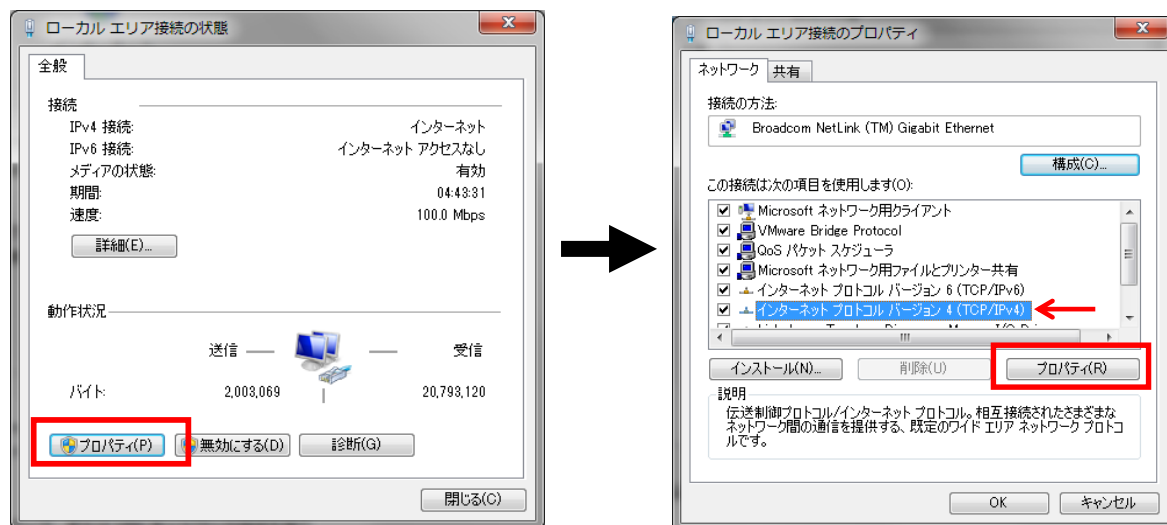 ローカル エリア接続の状態
全般
接続
IPv4 接続: インターネット
IPv6 接続: インターネット アクセスなし
メディアの状態: 有効
期間: 04:43:31
速度: 100.0 Mbps
詳細(E)...
動作状況
送信 受信
バイト: 2,003,069 20,793,120
プロパティ(P) 無効にする(D) 診断(G)
閉じる(C)
ローカル エリア接続のプロパティ
ネットワーク 共有
接続の方法:
Broadcom NetLink (TM) Gigabit Ethernet
構成(C)...
この接続は次の項目を使用します(O):
Microsoft ネットワーク用クライアント
VMware Bridge Protocol
QoS パケット スケジューラ
Microsoft ネットワーク用ファイルとプリンター共有
インターネット プロトコル バージョン 6 (TCP/IPv6)
インターネット プロトコル バージョン 4 (TCP/IPv4)
インストール(N)... 削除(U) プロパティ(R)
説明
伝送制御プロトコル/インターネット プロトコル。相互接続されたさまざまな
ネットワーク間の通信を提供する、既定のワイド エリア ネットワーク プロトコ
ルです。
OK キャンセル